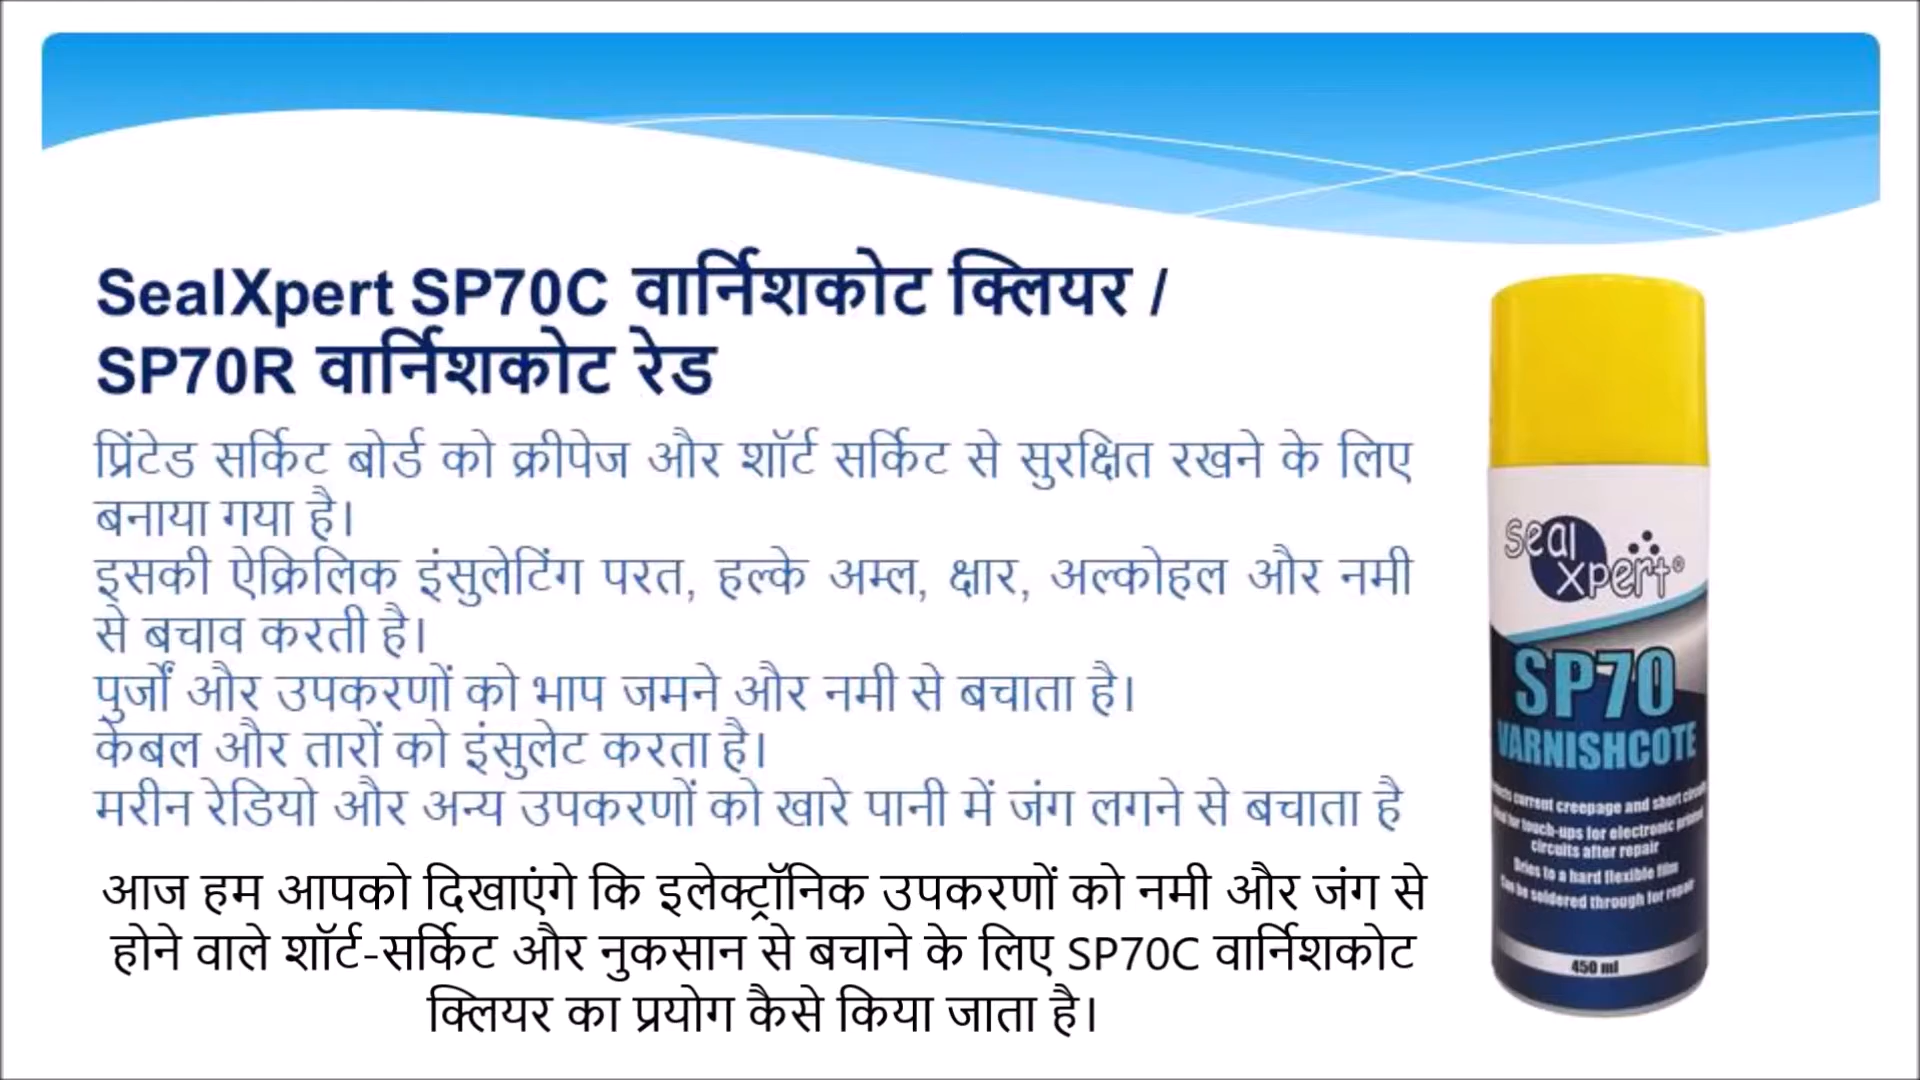 SealXpert SP70C वार्निशकोट क्लियर /
SP70R वार्निशकोट रेड
प्रिंटेड सर्किट बोर्ड को क्रीपेज और शॉर्ट सर्किट से सुरक्षित रखने के लिए
बनाया गया है।
इसकी ऐक्रिलिक इंसुलेटिंग परत, हल्के अम्ल, क्षार, अल्कोहल और नमी
से बचाव करती है।
पुर्जों और उपकरणों को भाप जमने और नमी से बचाता है।
केबल और तारों को इंसुलेट करता है।
मरीन रेडियो और अन्य उपकरणों को खारे पानी में जंग लगने से बचाता है
आज हम आपको दिखाएंगे कि इलेक्ट्रॉनिक उपकरणों को नमी और जंग से
होने वाले शॉर्ट-सर्किट और नुकसान से बचाने के लिए SP70C वार्निशकोट
क्लियर का प्रयोग कैसे किया जाता है।
seal
xpert®
SP70
VARNISHCOTE
current creepage and short
touch-ups for electronic
circuits after repair
Dries to a hard flexible film
be soldered through for
450 ml